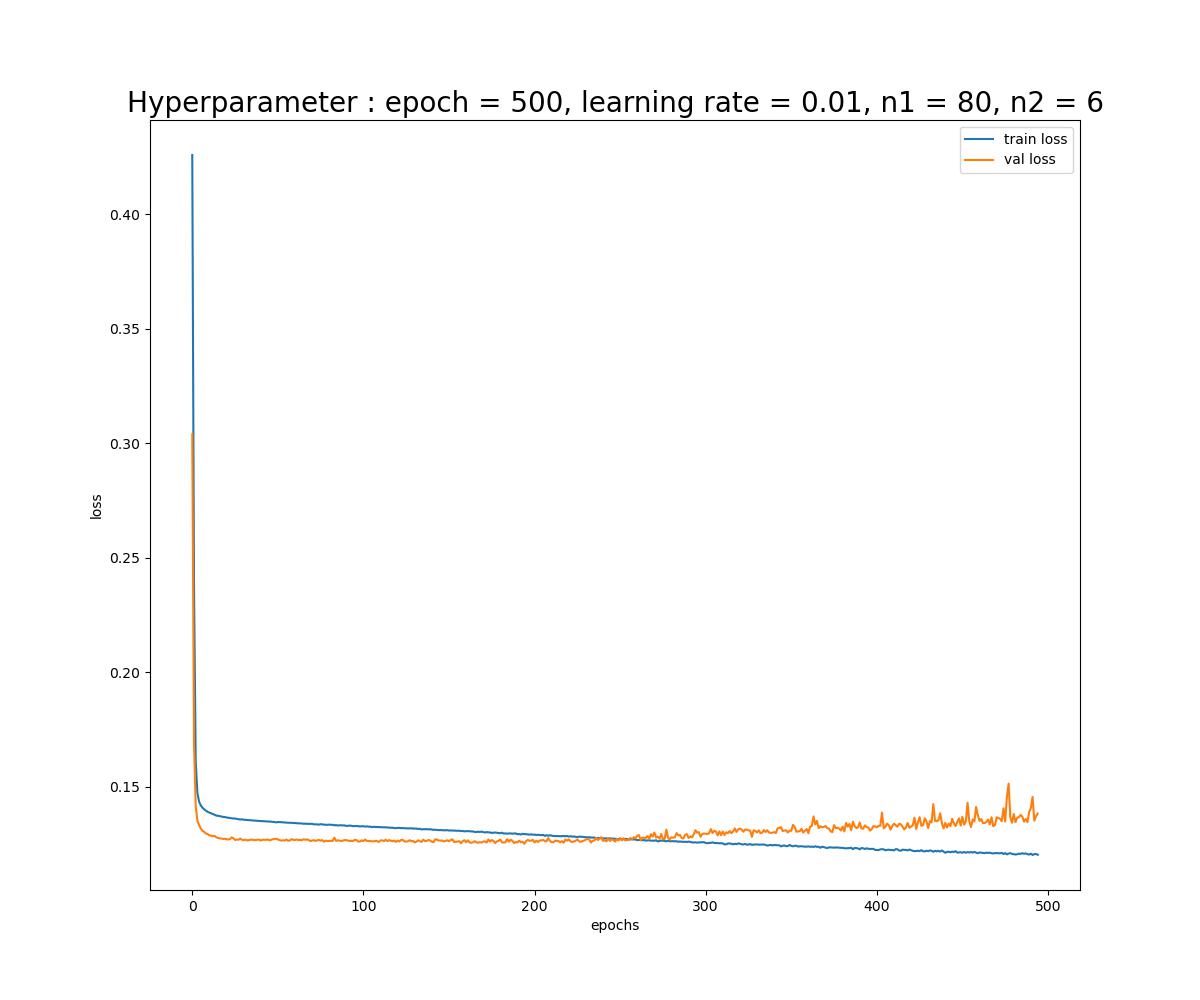 Hyperparameter : epoch = 500, learning rate = 0.01, n1 = 80, n2 = 6
train loss
val loss
0.40
0.35
0.30
0.25
0.20
0.15
loss
0 100 200 300 400 500
epochs